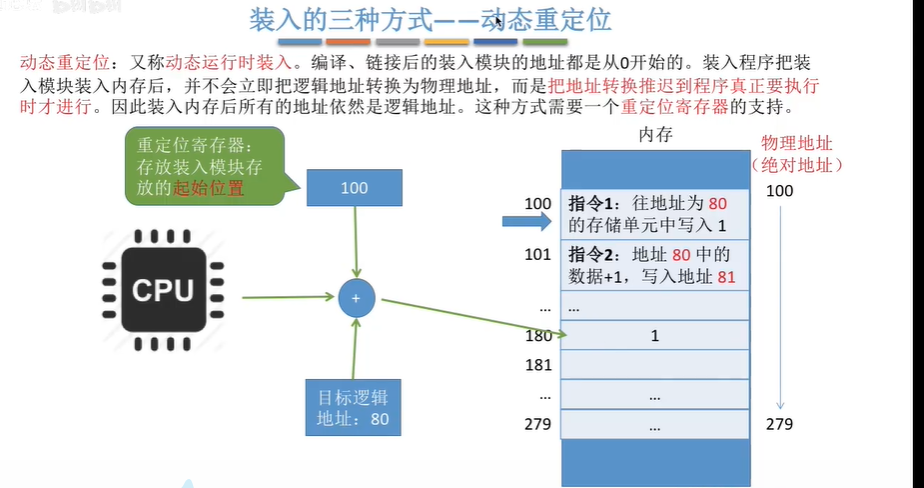 装入的三种方式——动态重定位
动态重定位：又称动态运行时装入。编译、链接后的装入模块的地址都是从0开始的。装入程序把装
入模块装入内存后，并不会立即把逻辑地址转换为物理地址，而是把地址转换推迟到程序真正要执行
时才进行。因此装入内存后所有的地址依然是逻辑地址。这种方式需要一个重定位寄存器的支持。
重定位寄存器：
存放装入模块存
放的起始位置
100
CPU
+
目标逻辑
地址：80
内存
物理地址
（绝对地址）
100
指令1：往地址为 80
的存储单元中写入 1
101
指令2：地址 80 中的
数据+1，写入地址 81
...
...
180
1
181
...
...
279
...
100
279